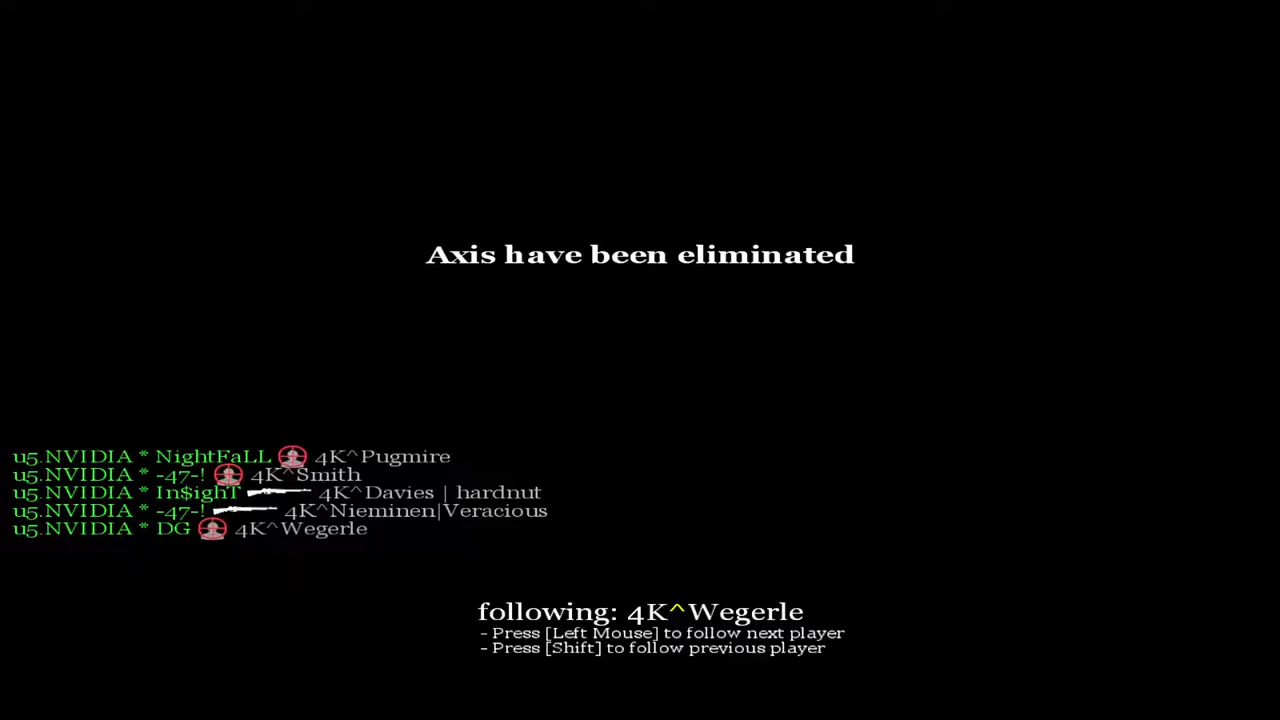 Axis have been eliminated
u5.NVIDIA * NightFaLL 4K^Pugmire
u5.NVIDIA * -47-! 4K^Smith
u5.NVIDIA * In$ighT 4K^Davies | hardnut
u5.NVIDIA * -47-! 4K^Nieminen|Veracious
u5.NVIDIA * DG 4K^Wegerle
following: 4K^Wegerle
- Press [Left Mouse] to follow next player
- Press [Shift] to follow previous player